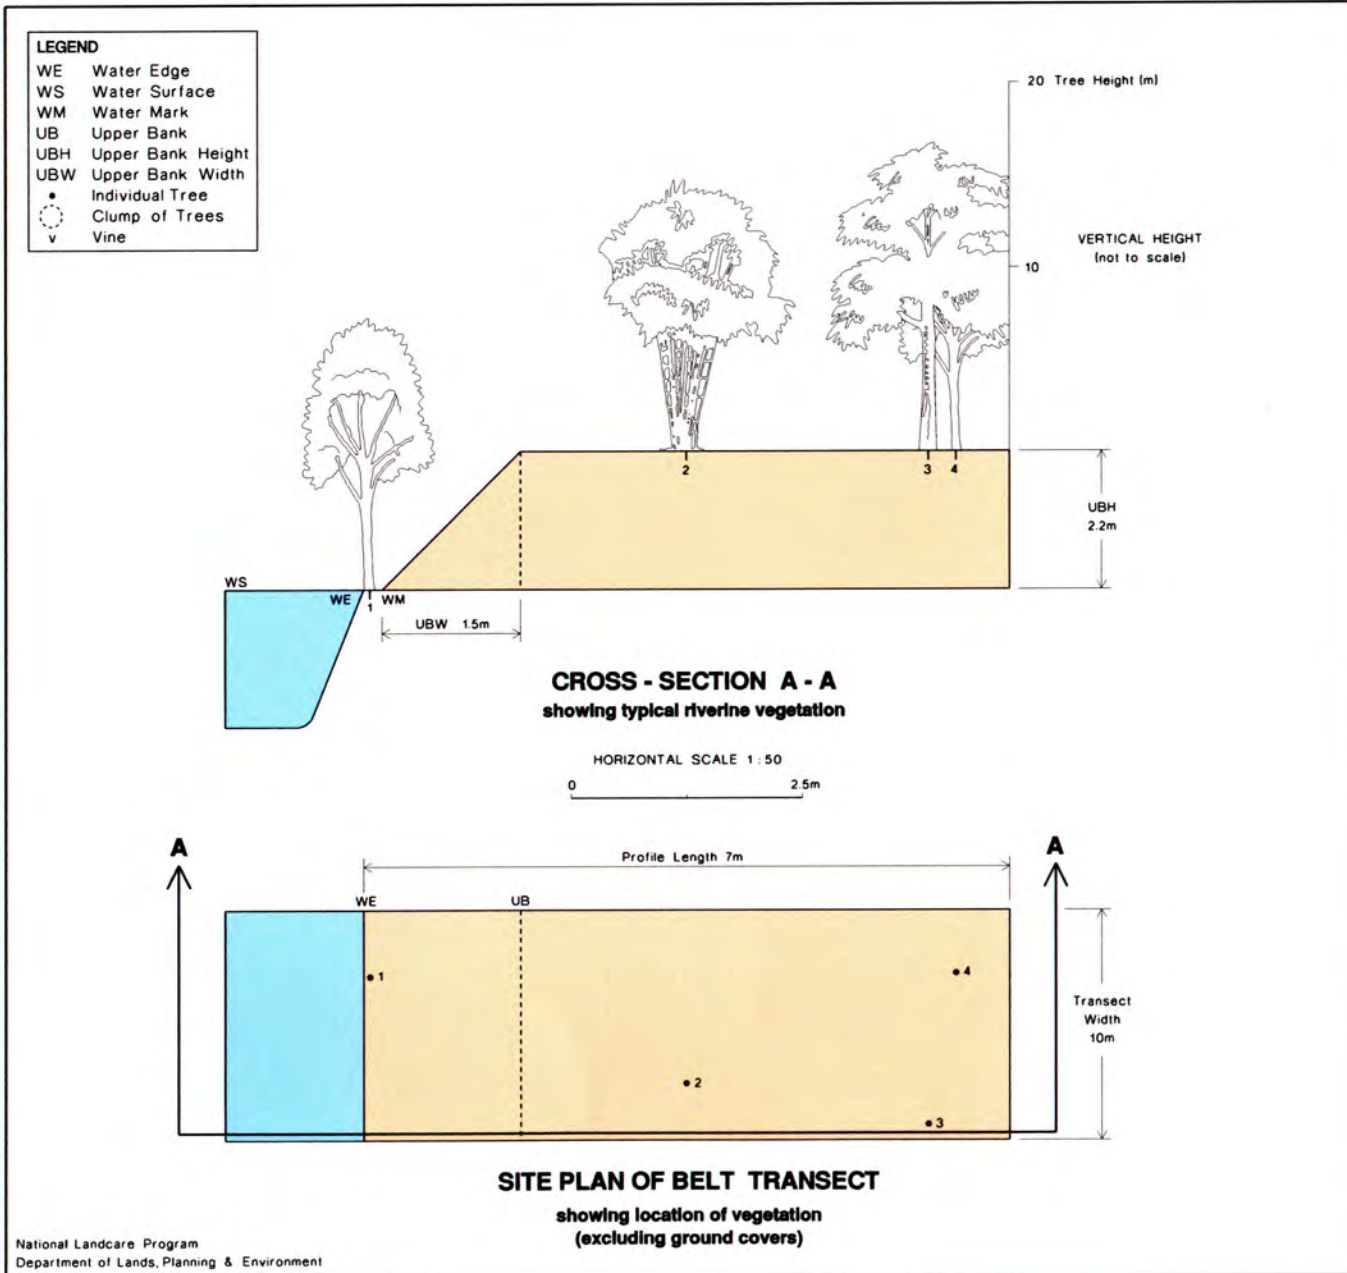 LEGEND
WE Water Edge
WS Water Surface
WM Water Mark
UB Upper Bank
UBH Upper Bank Height
UBW Upper Bank Width
• Individual Tree
Clump of Trees
v Vine
20 Tree Height (m)
VERTICAL HEIGHT
(not to scale)
10
2
3
4
UBH
2.2m
WS
WE
1
WM
UBW 1.5m
CROSS - SECTION A - A
showing typical riverine vegetation
HORIZONTAL SCALE 1 : 50
0
2.5m
A
A
Profile Length 7m
WE
UB
1
4
Transect
Width
10m
2
3
SITE PLAN OF BELT TRANSECT
showing location of vegetation
(excluding ground covers)
National Landcare Program
Department of Lands, Planning & Environment